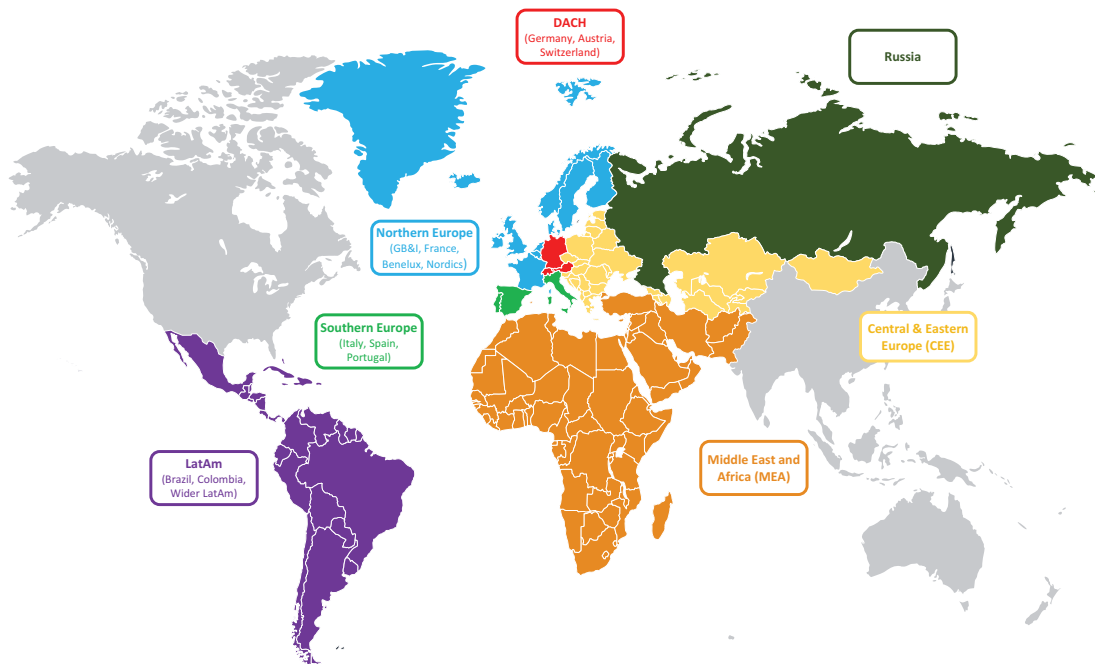 DACH
(Germany, Austria,
Switzerland)
Russia
Northern Europe
(GB&I, France,
Benelux, Nordics)
Southern Europe
(Italy, Spain,
Portugal)
Central & Eastern
Europe (CEE)
LatAm
(Brazil, Colombia,
Wider LatAm)
Middle East and
Africa (MEA)